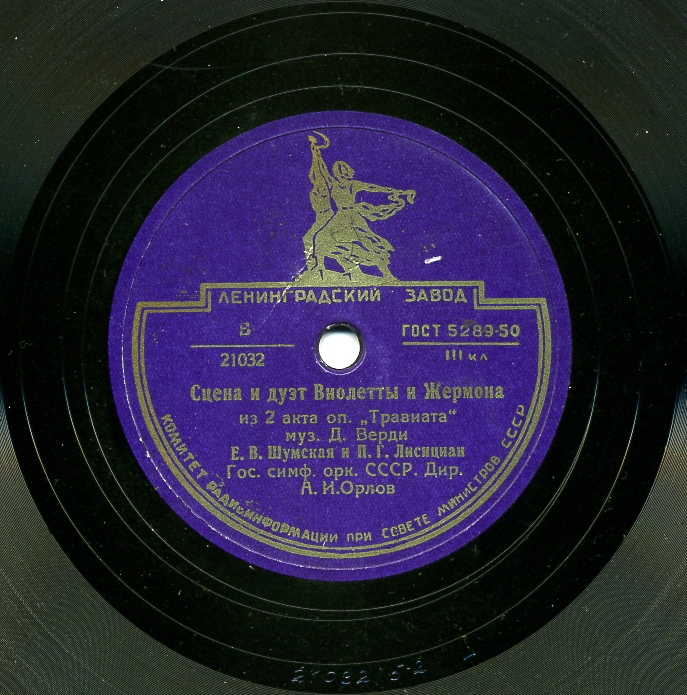 ЛЕНИНГРАДСКИЙ ЗАВОД
В
21032
ГОСТ 5289-50
III кл
Сцена и дуэт Виолетты и Жермона
из 2 акта оп. „Травиата“
муз. Д. Верди
Е. В. Шумская и П. Г. Лисициан
Гос. симф. орк. СССР. Дир.
А. И. Орлов
КОМИТЕТ РАДИОИНФОРМАЦИИ ПРИ СОВЕТЕ МИНИСТРОВ СССР